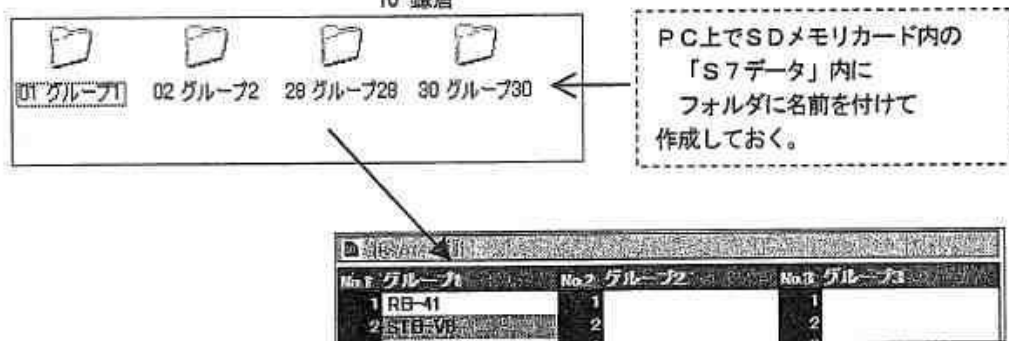 01 グループ1
02 グループ2
28 グループ28
30 グループ30
PC上でSDメモリカード内の
「S7データ」内に
フォルダに名前を付けて
作成しておく。
No.1 グループ1
No.2 グループ2
No.3 グループ3
1 RB-41
1
1
2
2
2